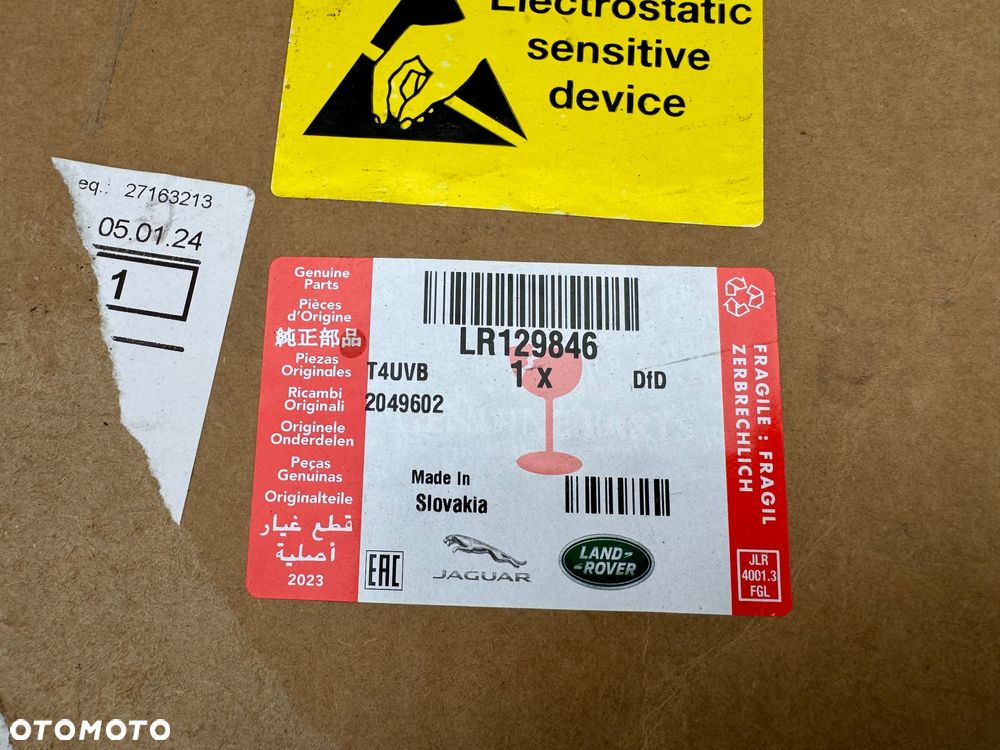 Electrostatic
sensitive
device
eq.: 27163213
05.01.24
1
Genuine
Parts
Pièces
d'Origine
純正部品
Piezas
Originales
Ricambi
Originali
Originele
Onderdelen
Peças
Genuinas
Originalteile
قطع غيار
أصلية
2023
LR129846
T4UVB 1 x DfD
2049602
Made In
Slovakia
EAC
JAGUAR
LAND-
-ROVER
FRAGILE : FRAGIL
ZERBRECHLICH
JLR
4001.3
FGL
OTOMOTO